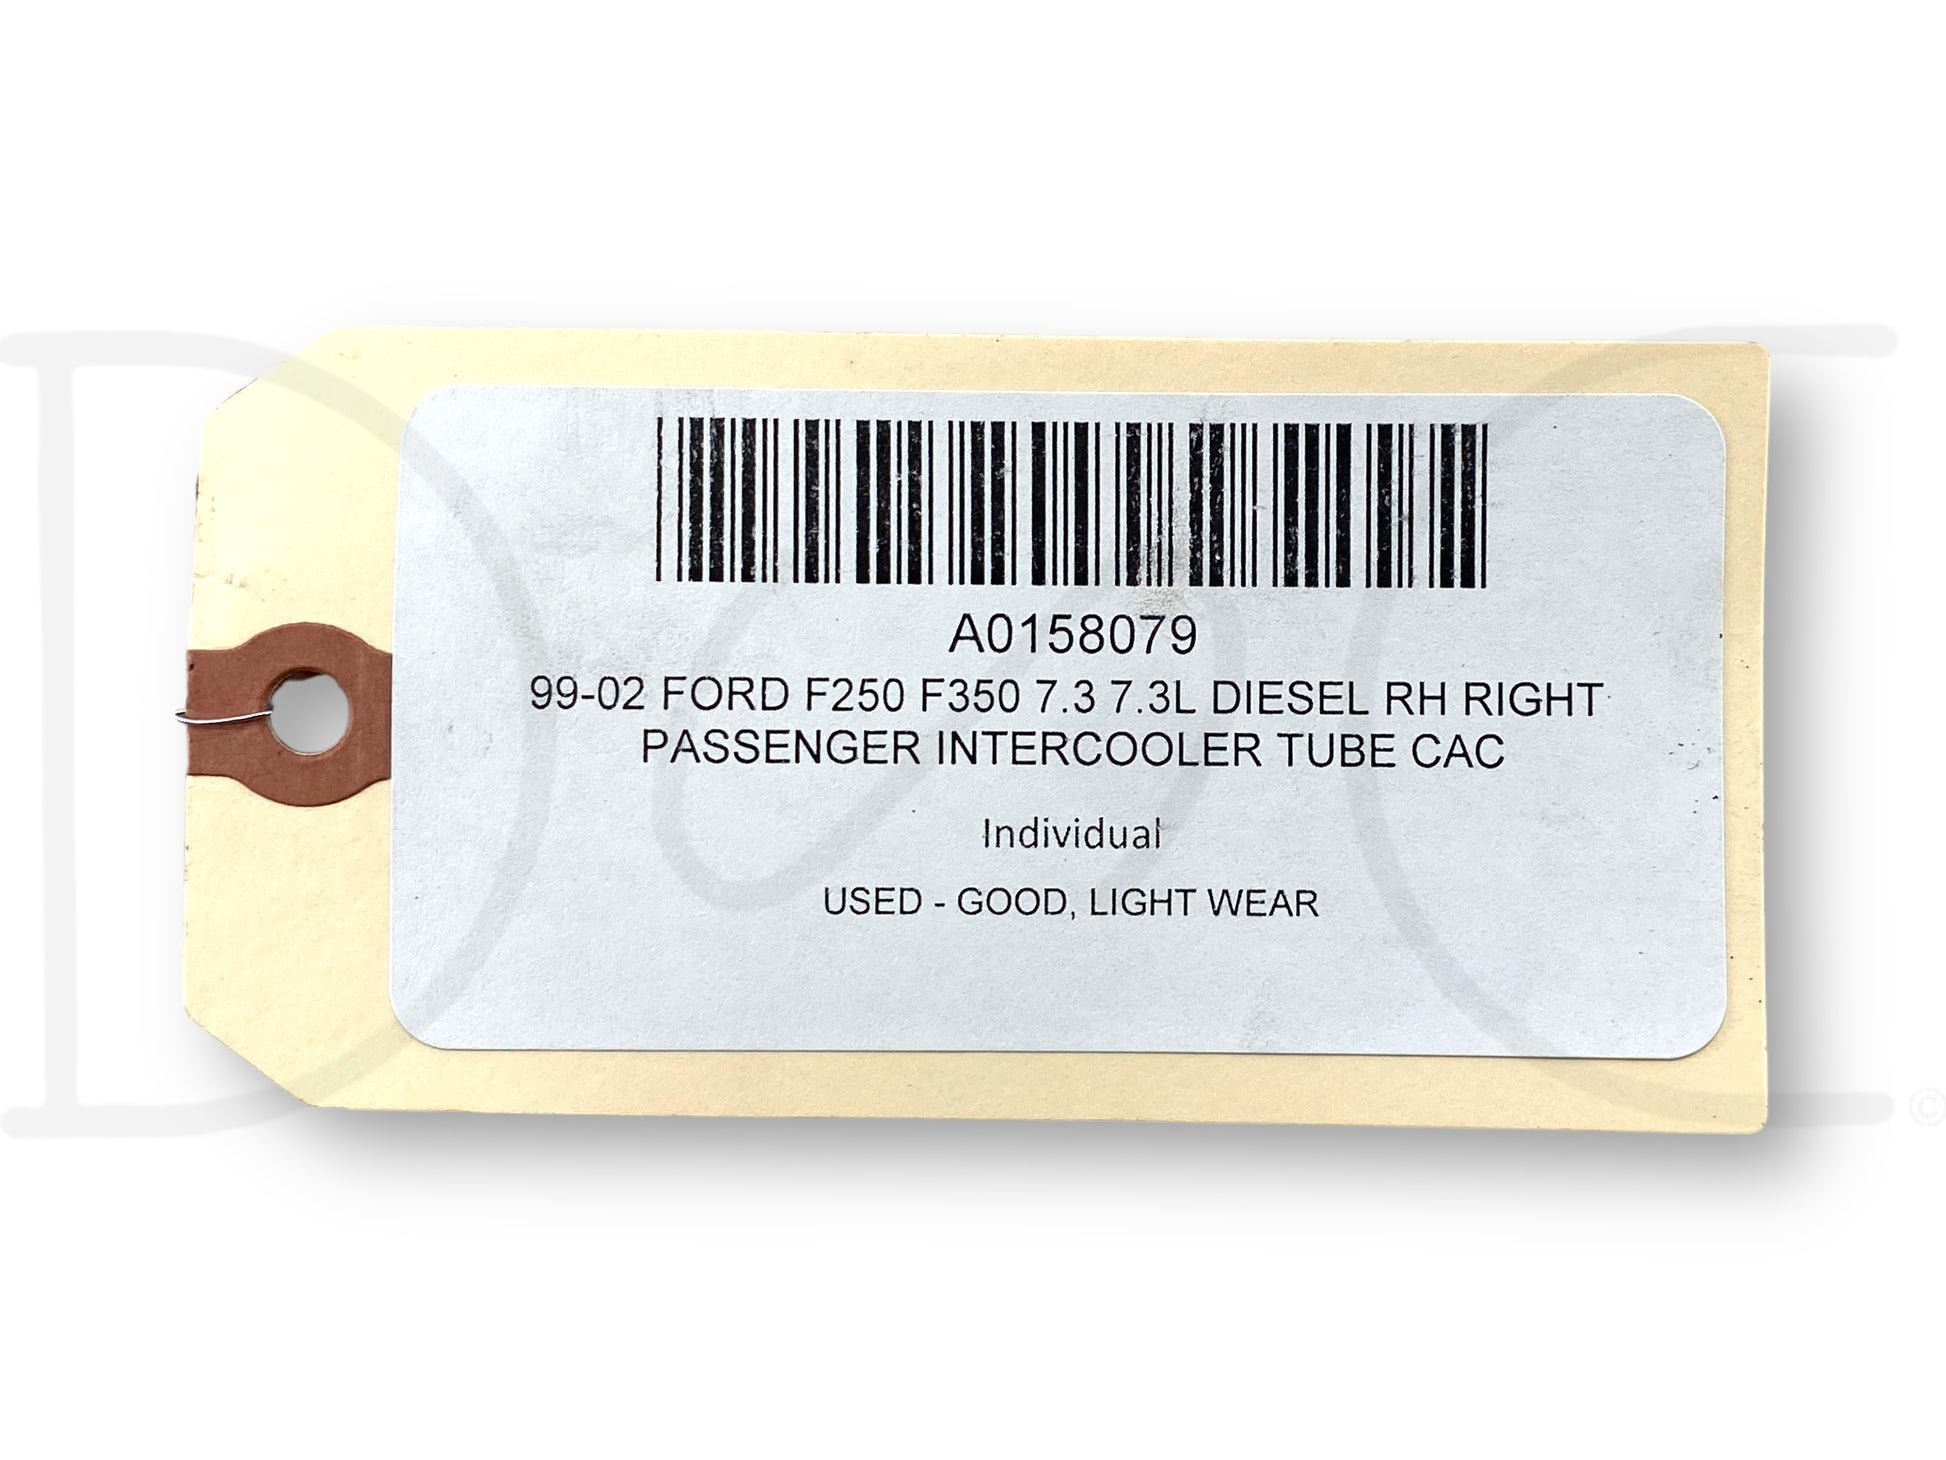 A0158079
99-02 FORD F250 F350 7.3 7.3L DIESEL RH RIGHT
PASSENGER INTERCOOLER TUBE CAC
Individual
USED - GOOD, LIGHT WEAR
D C ©